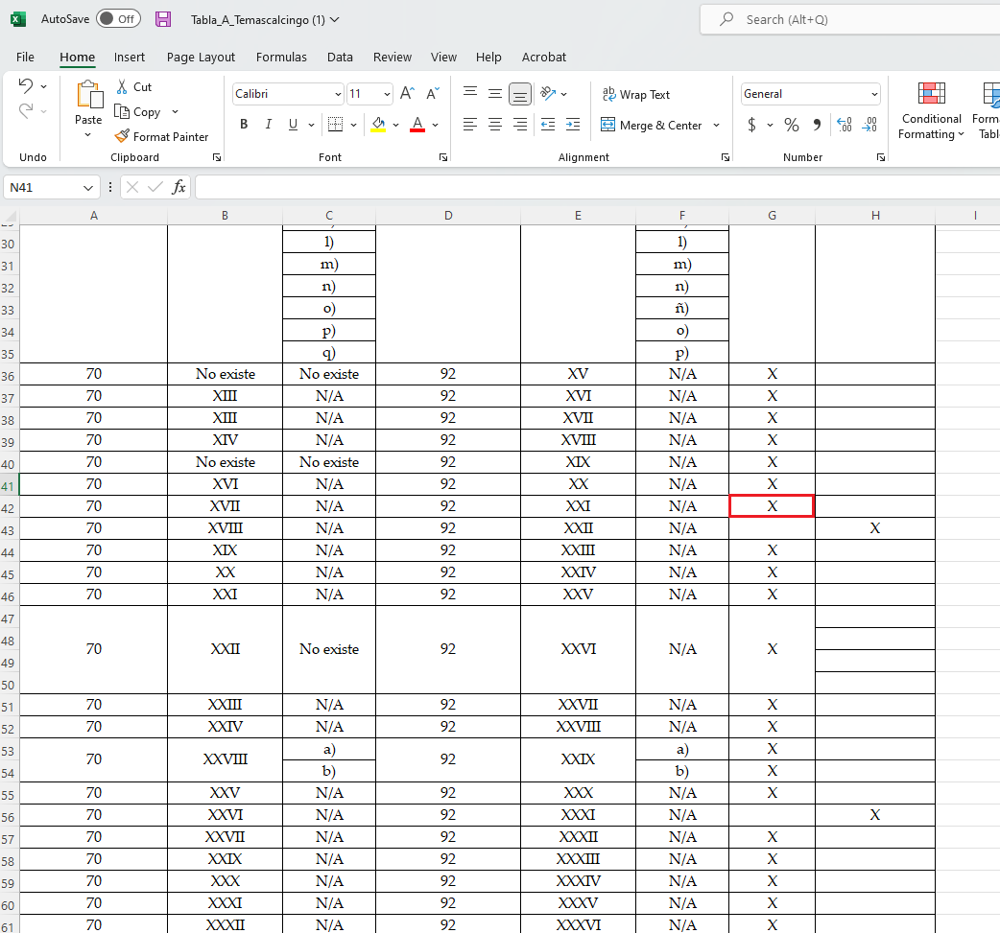 AutoSave Off Tabla_A_Temascalcingo (1) Search (Alt+Q)
File Home Insert Page Layout Formulas Data Review View Help Acrobat
Cut
Calibri 11 Wrap Text General
Copy
Paste Format Painter B I U Merge & Center $ % Conditional Formatting
Undo Clipboard Font Alignment Number
N41 fx
A B C D E F G H I
30 l) l)
31 m) m)
32 n) n)
33 o) ñ)
34 p) o)
35 q) p)
36 70 No existe No existe 92 XV N/A X
37 70 XIII N/A 92 XVI N/A X
38 70 XIII N/A 92 XVII N/A X
39 70 XIV N/A 92 XVIII N/A X
40 70 No existe No existe 92 XIX N/A X
41 70 XVI N/A 92 XX N/A X
42 70 XVII N/A 92 XXI N/A X
43 70 XVIII N/A 92 XXII N/A X
44 70 XIX N/A 92 XXIII N/A X
45 70 XX N/A 92 XXIV N/A X
46 70 XXI N/A 92 XXV N/A X
47
48 70 XXII No existe 92 XXVI N/A X
49
50
51 70 XXIII N/A 92 XXVII N/A X
52 70 XXIV N/A 92 XXVIII N/A X
53 70 XXVIII a) 92 XXIX a) X
54 b) b) X
55 70 XXV N/A 92 XXX N/A X
56 70 XXVI N/A 92 XXXI N/A X
57 70 XXVII N/A 92 XXXII N/A X
58 70 XXIX N/A 92 XXXIII N/A X
59 70 XXX N/A 92 XXXIV N/A X
60 70 XXXI N/A 92 XXXV N/A X
61 70 XXXII N/A 92 XXXVI N/A X